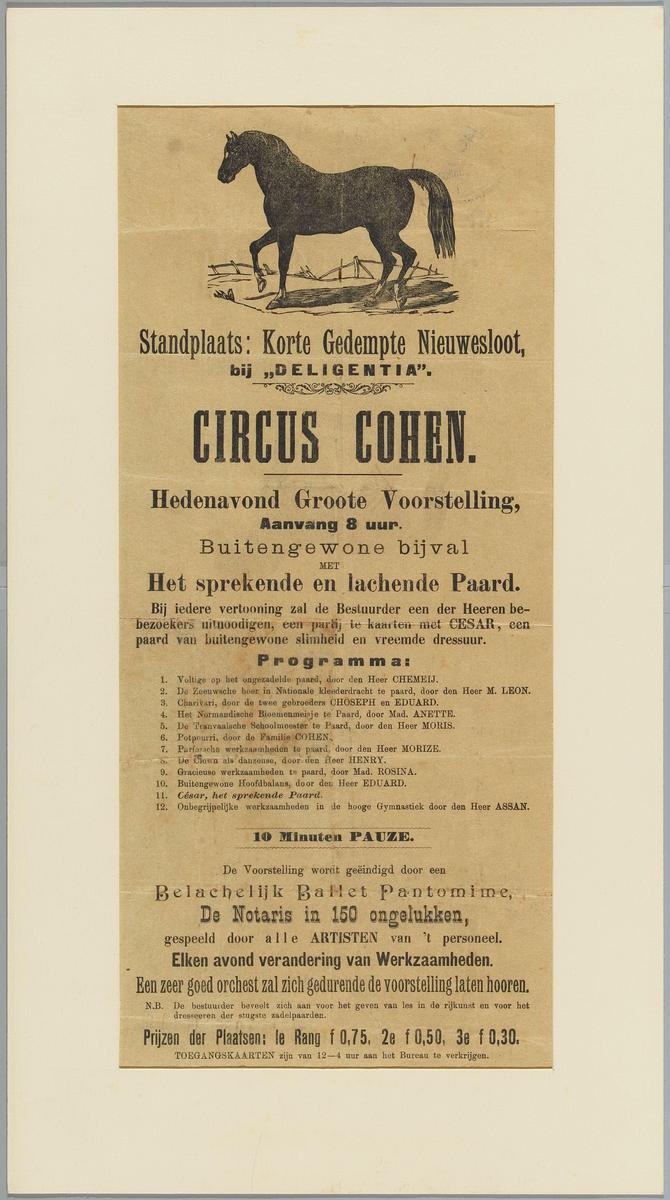 Standplaats: Korte Gedempte Nieuwesloot,
bij „DELIGENTIA”.
CIRCUS COHEN.
Hedenavond Groote Voorstelling,
Aanvang 8 uur.
Buitengewone bijval
MET
Het sprekende en lachende Paard.
Bij iedere vertooning zal de Bestuurder een der Heeren be-
bezoekers uitnoodigen, een partij te kaarten met CESAR, een
paard van buitengewone slimheid en vreemde dressuur.
Programma:
1. Voltige op het ongezadelde paard, door den Heer CHEMEIJ.
2. De Zeeuwsche boer in Nationale kleederdracht te paard, door den Heer M. LEON.
3. Charivari, door de twee gebroeders CHOSEPH en EDUARD.
4. Het Normandische Bloemenmeisje te Paard, door Mad. ANETTE.
5. De Tranvaalsche Schoolmeester te Paard, door den Heer MORIS.
6. Potpourri, door de Familie COHEN.
7. werkzaamheden te paard, door den Heer MORIZE.
8. De Clown als danseuse, door den Heer HENRY.
9. Gracieuse werkzaamheden te paard, door Mad. ROSINA.
10. Buitengewone Hoofdbalans, door den Heer EDUARD.
11. César, het sprekende Paard.
12. Onbegrijpelijke werkzaamheden in de hooge Gymnastiek door den Heer ASSAN.
10 Minuten PAUZE.
De Voorstelling wordt geëindigd door een
Belachelijk Ballet Pantomime,
De Notaris in 150 ongelukken,
gespeeld door alle ARTISTEN van 't personeel.
Elken avond verandering van Werkzaamheden.
Een zeer goed orchest zal zich gedurende de voorstelling laten hooren.
N.B. De bestuurder beveelt zich aan voor het geven van les in de rijkunst en voor het
dresseeren der stugste zadelpaarden.
Prijzen der Plaatsen: 1e Rang f 0,75, 2e f 0,50, 3e f 0,30.
TOEGANGSKAARTEN zijn van 12—4 uur aan het Bureau te verkrijgen.